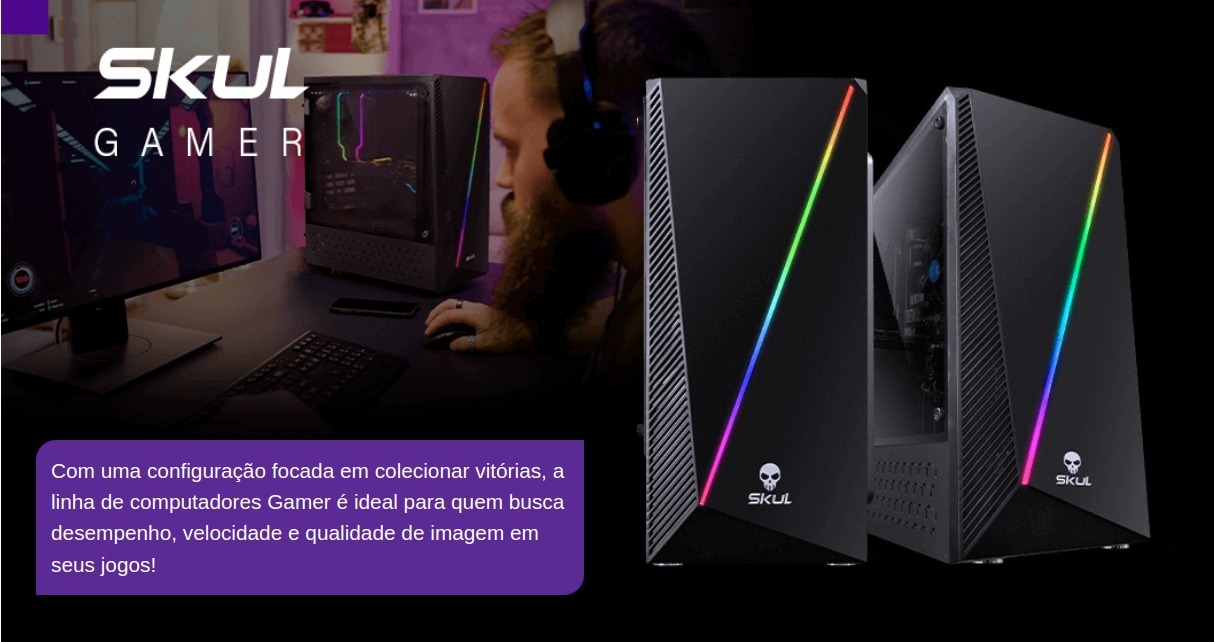 SKUL
GAMER
Com uma configuração focada em colecionar vitórias, a
linha de computadores Gamer é ideal para quem busca
desempenho, velocidade e qualidade de imagem em
seus jogos!
SKUL
SKUL